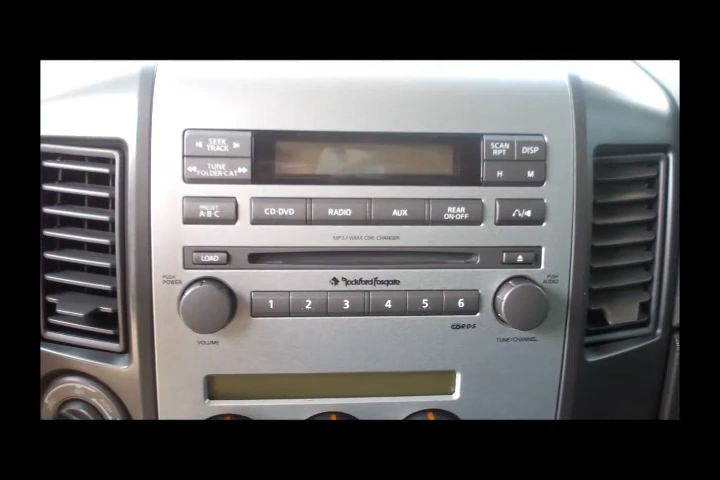 SEEK
TRACK
TUNE
FOLDER·CAT
SCAN
RPT
DISP
H
M
PRESET
A·B·C
CD·DVD
RADIO
AUX
REAR
ON·OFF
MP3/WMA CD6 CHANGER
LOAD
PUSH
POWER
Rockford Fosgate
PUSH
AUDIO
1 2 3 4 5 6
R·D·S
VOLUME
TUNE/CHANNEL